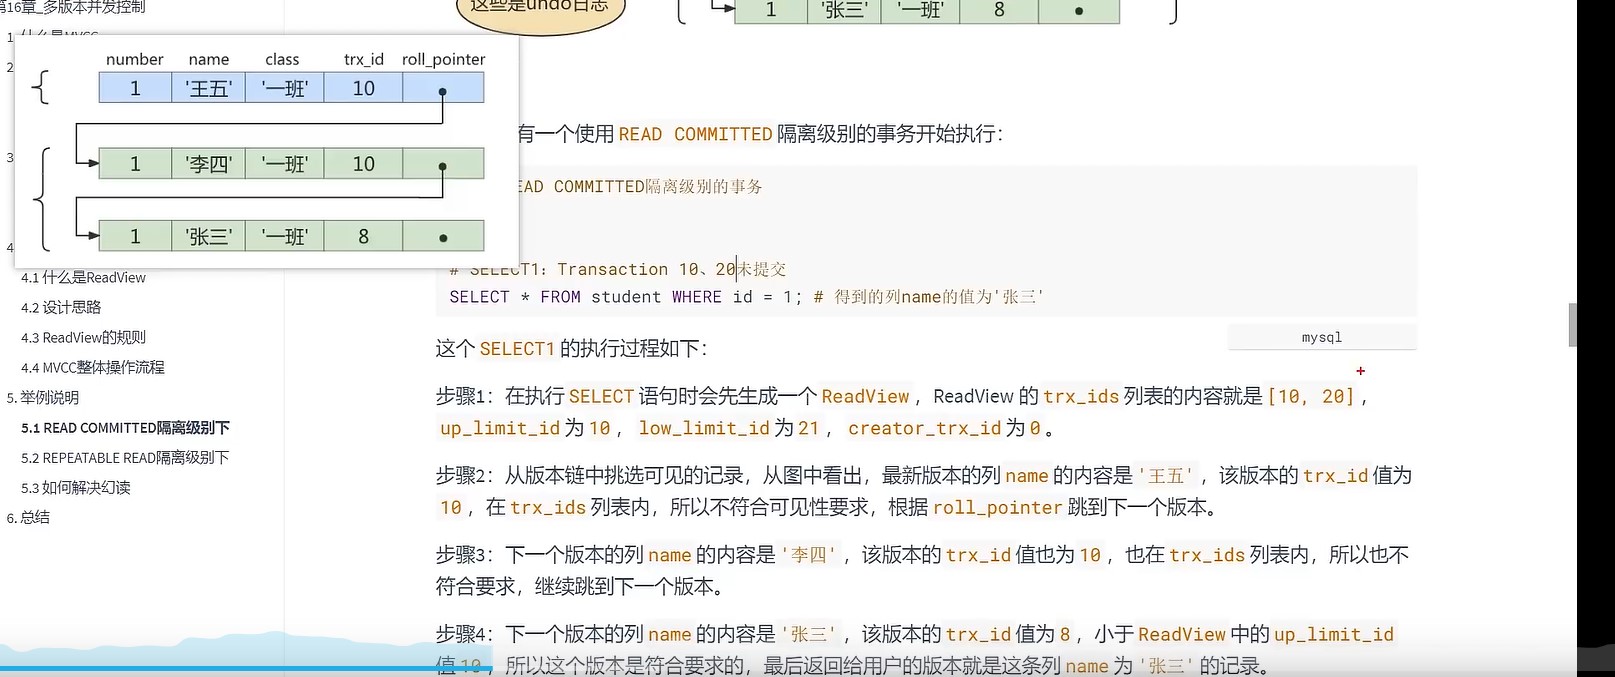 第16章_多版本并发控制
这些是undo日志
1 '张三' '一班' 8
1.什么是MVCC
2
number name class trx_id roll_pointer
1 '王五' '一班' 10
1 '李四' '一班' 10
1 '张三' '一班' 8
3
4
4.1 什么是ReadView
4.2 设计思路
4.3 ReadView的规则
4.4 MVCC整体操作流程
5. 举例说明
5.1 READ COMMITTED隔离级别下
5.2 REPEATABLE READ隔离级别下
5.3 如何解决幻读
6. 总结
有一个使用 READ COMMITTED 隔离级别的事务开始执行：
EAD COMMITTED隔离级别的事务
# SELECT1：Transaction 10、20未提交
SELECT * FROM student WHERE id = 1; # 得到的列name的值为'张三'
mysql
这个 SELECT1 的执行过程如下：
步骤1：在执行 SELECT 语句时会先生成一个 ReadView ，ReadView 的 trx_ids 列表的内容就是 [10, 20] ，
up_limit_id 为 10 ， low_limit_id 为 21 ， creator_trx_id 为 0 。
步骤2：从版本链中挑选可见的记录，从图中看出，最新版本的列 name 的内容是 '王五' ，该版本的 trx_id 值为
10 ，在 trx_ids 列表内，所以不符合可见性要求，根据 roll_pointer 跳到下一个版本。
步骤3：下一个版本的列 name 的内容是 '李四' ，该版本的 trx_id 值也为 10 ，也在 trx_ids 列表内，所以也不
符合要求，继续跳到下一个版本。
步骤4：下一个版本的列 name 的内容是 '张三' ，该版本的 trx_id 值为 8 ，小于 ReadView 中的 up_limit_id
值 10 ，所以这个版本是符合要求的，最后返回给用户的版本就是这条列 name 为 '张三' 的记录。